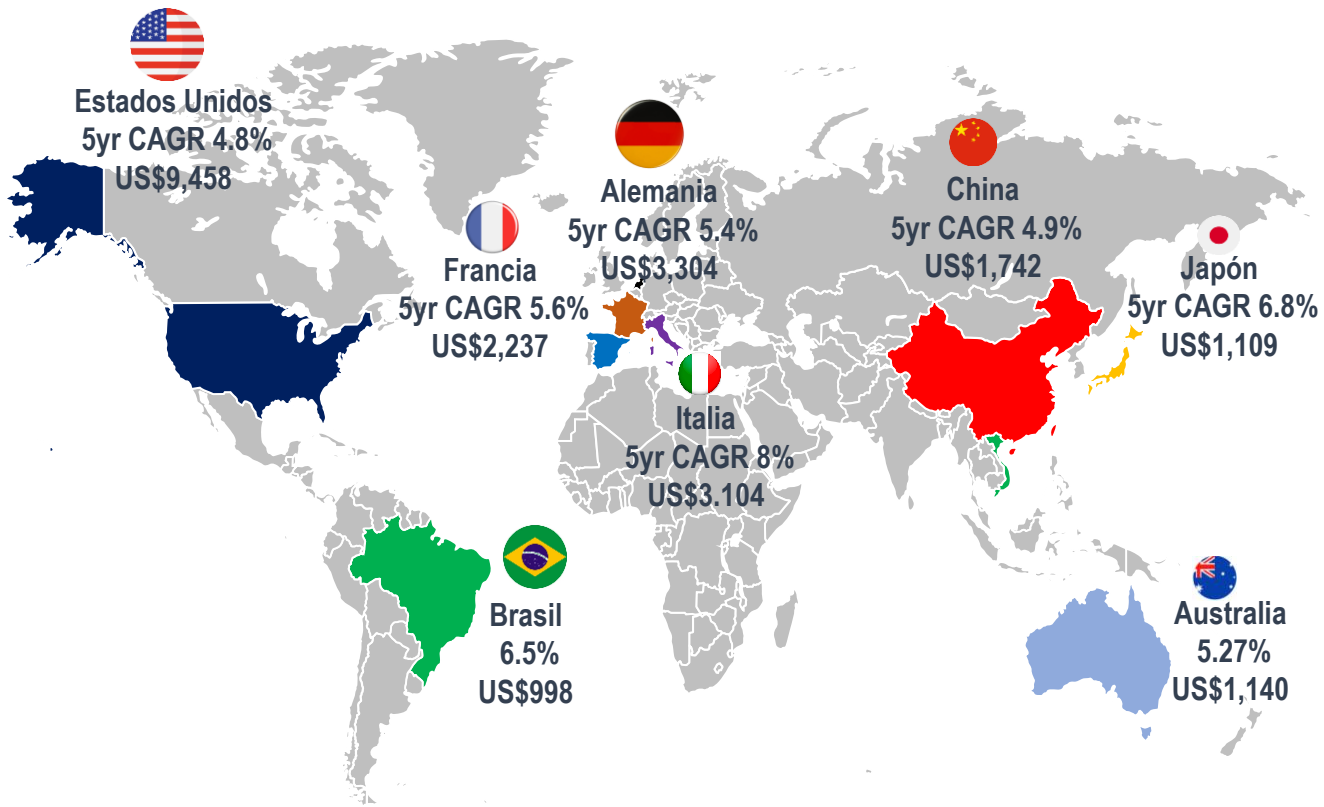 Estados Unidos
5yr CAGR 4.8%
US$9,458
Alemania
5yr CAGR 5.4%
US$3,304
China
5yr CAGR 4.9%
US$1,742
Francia
5yr CAGR 5.6%
US$2,237
Japón
5yr CAGR 6.8%
US$1,109
Italia
5yr CAGR 8%
US$3.104
Brasil
6.5%
US$998
Australia
5.27%
US$1,140